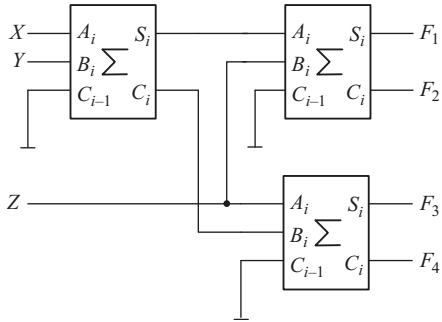 X A_i S_i A_i S_i F_1
Y B_i Σ B_i Σ
C_{i-1} C_i C_{i-1} C_i F_2
Z A_i S_i F_3
B_i Σ
C_{i-1} C_i F_4